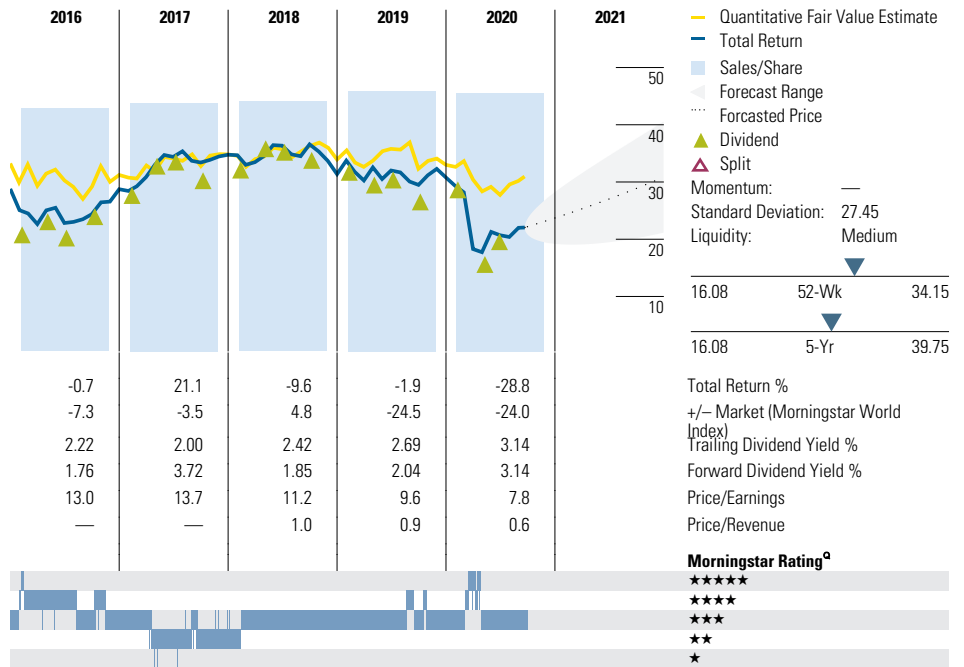 2016 2017 2018 2019 2020 2021
50
40
30
20
10
Quantitative Fair Value Estimate
Total Return
Sales/Share
Forecast Range
Forcasted Price
Dividend
Split
Momentum: —
Standard Deviation: 27.45
Liquidity: Medium
16.08 52-Wk 34.15
16.08 5-Yr 39.75
-0.7 21.1 -9.6 -1.9 -28.8 Total Return %
-7.3 -3.5 4.8 -24.5 -24.0 +/– Market (Morningstar World
Index)
2.22 2.00 2.42 2.69 3.14 Trailing Dividend Yield %
1.76 3.72 1.85 2.04 3.14 Forward Dividend Yield %
13.0 13.7 11.2 9.6 7.8 Price/Earnings
— — 1.0 0.9 0.6 Price/Revenue
Morningstar RatingQ
★★★★★
★★★★
★★★
★★
★